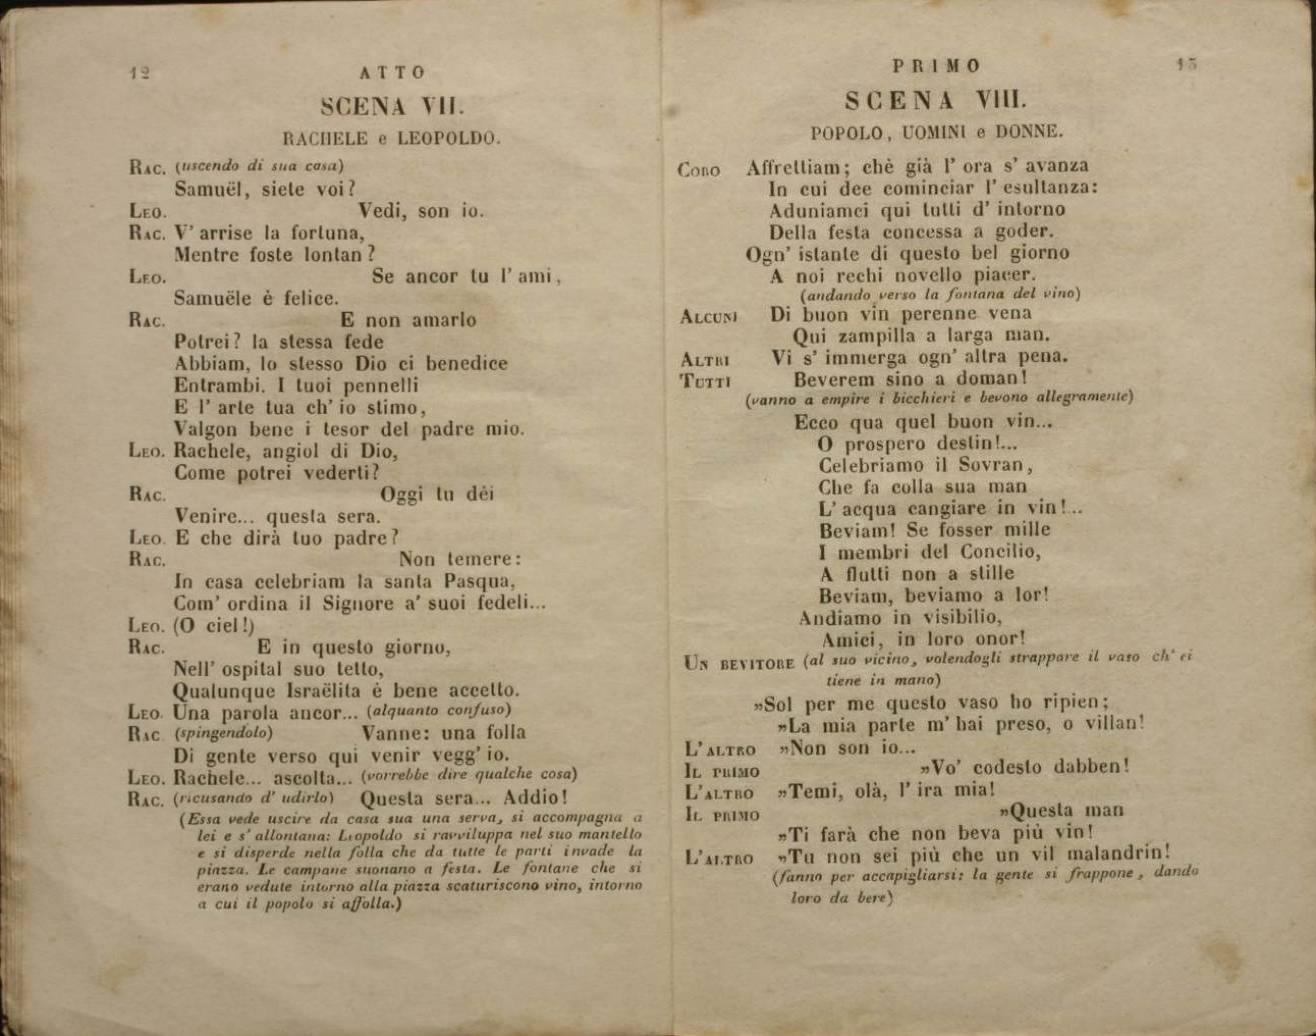 12
ATTO
SCENA VII.
RACHELE e LEOPOLDO.
RAC. (uscendo di sua casa)
Samuël, siete voi?
LEO. Vedi, son io.
RAC. V' arrise la fortuna,
Mentre foste lontan?
LEO. Se ancor tu l' ami,
Samuële è felice.
RAC. E non amarlo
Potrei? la stessa fede
Abbiam, lo stesso Dio ci benedice
Entrambi. I tuoi pennelli
E l' arte tua ch' io stimo,
Valgon bene i tesor del padre mio.
LEO. Rachele, angiol di Dio,
Come potrei vederti?
RAC. Oggi tu déi
Venire... questa sera.
LEO. E che dirà tuo padre?
RAC. Non temere:
In casa celebriam la santa Pasqua,
Com' ordina il Signore a' suoi fedeli...
LEO. (O ciel!)
RAC. E in questo giorno,
Nell' ospital suo tetto,
Qualunque Israëlita è bene accetto.
LEO. Una parola ancor... (alquanto confuso)
RAC. (spingendolo) Vanne: una folla
Di gente verso qui venir vegg' io.
LEO. Rachele... ascolta... (vorrebbe dire qualche cosa)
RAC. (ricusando d' udirlo) Questa sera... Addio!
(Essa vede uscire da casa sua una serva, si accompagna a
lei e s' allontana: Leopoldo si ravviluppa nel suo mantello
e si disperde nella folla che da tutte le parti invade la
piazza. Le campane suonano a festa. Le fontane che si
erano vedute intorno alla piazza scaturiscono vino, intorno
a cui il popolo si affolla.)
PRIMO
13
SCENA VIII.
POPOLO, UOMINI e DONNE.
CORO Affrettiam; chè già l' ora s' avanza
In cui dee cominciar l' esultanza:
Aduniamci qui tutti d' intorno
Della festa concessa a goder.
Ogn' istante di questo bel giorno
A noi rechi novello piacer.
(andando verso la fontana del vino)
ALCUNI Di buon vin perenne vena
Qui zampilla a larga man.
ALTRI Vi s' immerga ogn' altra pena.
TUTTI Beverem sino a doman!
(vanno a empire i bicchieri e bevono allegramente)
Ecco qua quel buon vin...
O prospero destin!...
Celebriamo il Sovran,
Che fa colla sua man
L' acqua cangiare in vin!...
Beviam! Se fosser mille
I membri del Concilio,
A flutti non a stille
Beviam, beviamo a lor!
Andiamo in visibilio,
Amici, in loro onor!
UN BEVITORE (al suo vicino, volendogli strappare il vaso ch' ei
tiene in mano)
»Sol per me questo vaso ho ripien;
»La mia parte m' hai preso, o villan!
L'ALTRO »Non son io...
IL PRIMO »Vo' codesto dabben!
L'ALTRO »Temi, olà, l' ira mia!
IL PRIMO »Questa man
»Ti farà che non beva più vin!
L'ALTRO »Tu non sei più che un vil malandrin!
(fanno per accapigliarsi: la gente si frappone, dando
loro da bere)